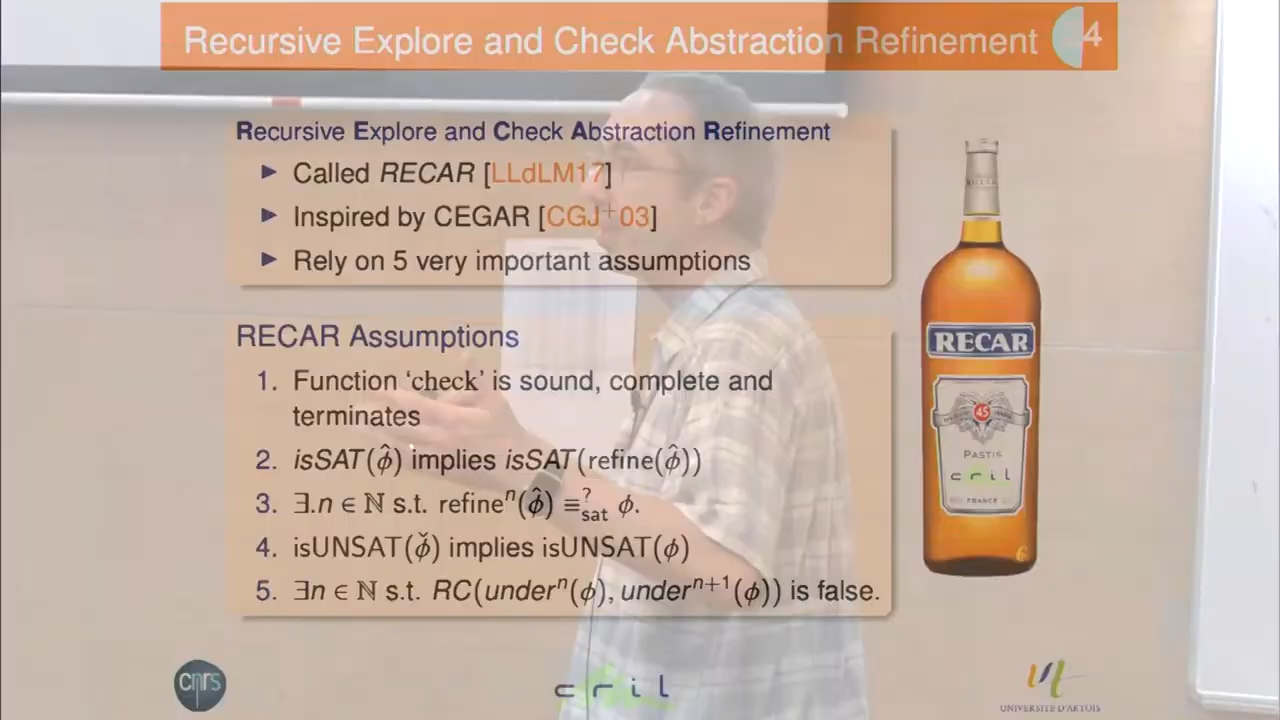 Recursive Explore and Check Abstraction Refinement 4
Recursive Explore and Check Abstraction Refinement
► Called RECAR [LLdLM17]
► Inspired by CEGAR [CGJ⁺03]
► Rely on 5 very important assumptions
RECAR Assumptions
1. Function ‘check’ is sound, complete and
terminates
2. isSAT(ϕ̂) implies isSAT(refine(ϕ̂))
3. ∃.n ∈ ℕ s.t. refineⁿ(ϕ̂) ≡?sat ϕ.
4. isUNSAT(ϕ̌) implies isUNSAT(ϕ)
5. ∃n ∈ ℕ s.t. RC(underⁿ(ϕ), underⁿ⁺¹(ϕ)) is false.
RECAR
45
PASTIS
cril
FRANCE
cnrs
cril
UNIVERSITÉ D'ARTOIS